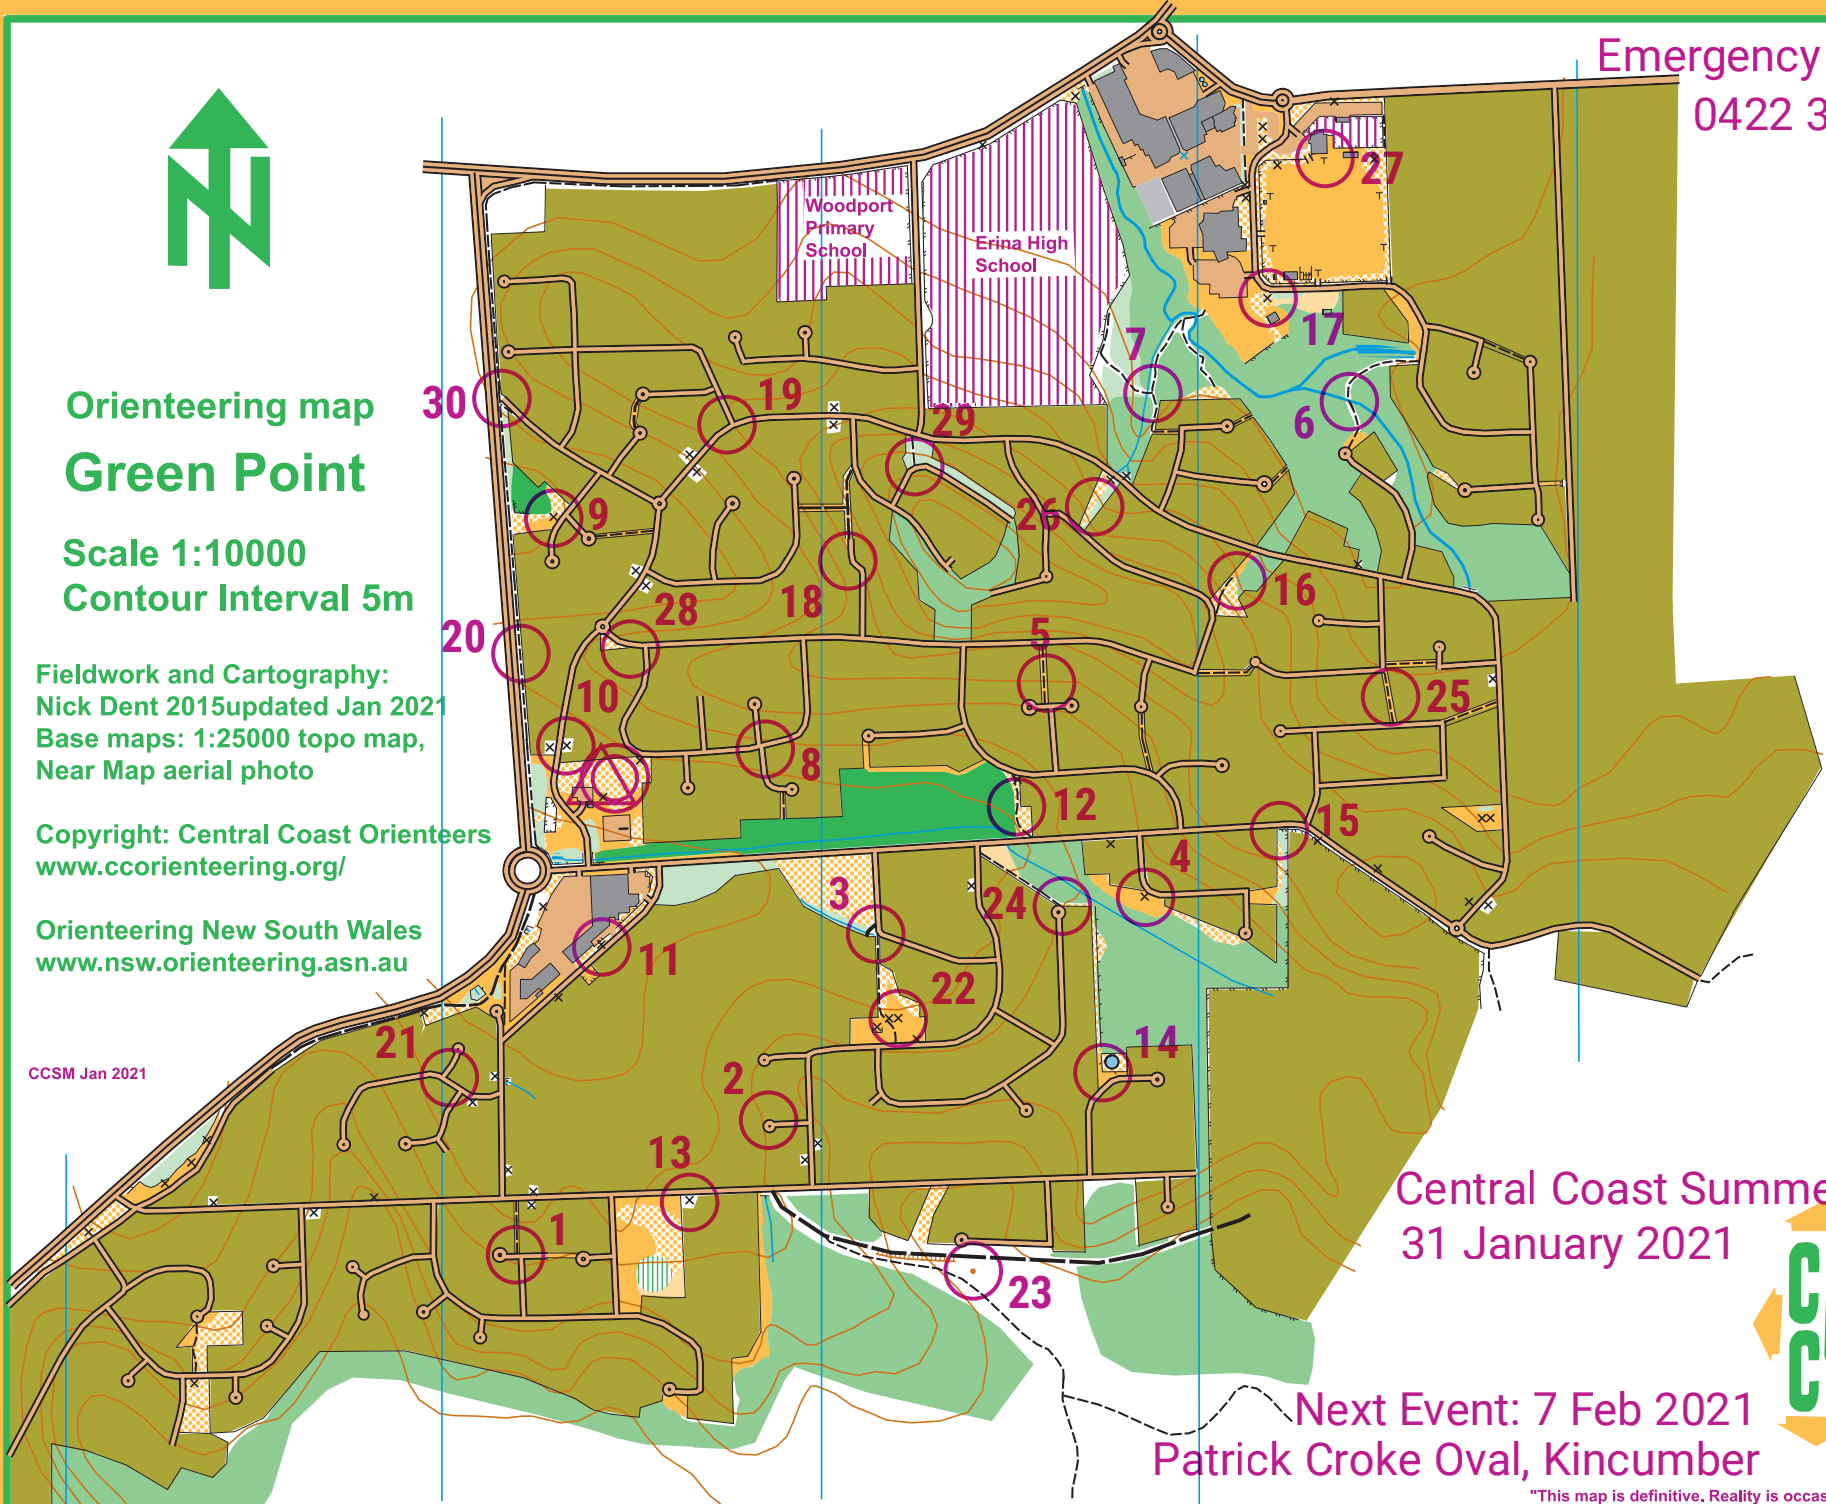 Emergency
0422 3
Orienteering map
Green Point
Scale 1:10000
Contour Interval 5m
Fieldwork and Cartography:
Nick Dent 2015updated Jan 2021
Base maps: 1:25000 topo map,
Near Map aerial photo
Copyright: Central Coast Orienteers
www.ccorienteering.org/
Orienteering New South Wales
www.nsw.orienteering.asn.au
CCSM Jan 2021
Woodport
Primary
School
Erina High
School
27
17
7
6
30
19
29
9
26
18
28
16
20
5
10
25
8
12
15
4
3
24
11
22
21
14
2
13
1
23
Central Coast Summe
31 January 2021
Next Event: 7 Feb 2021
Patrick Croke Oval, Kincumber
"This map is definitive. Reality is occas